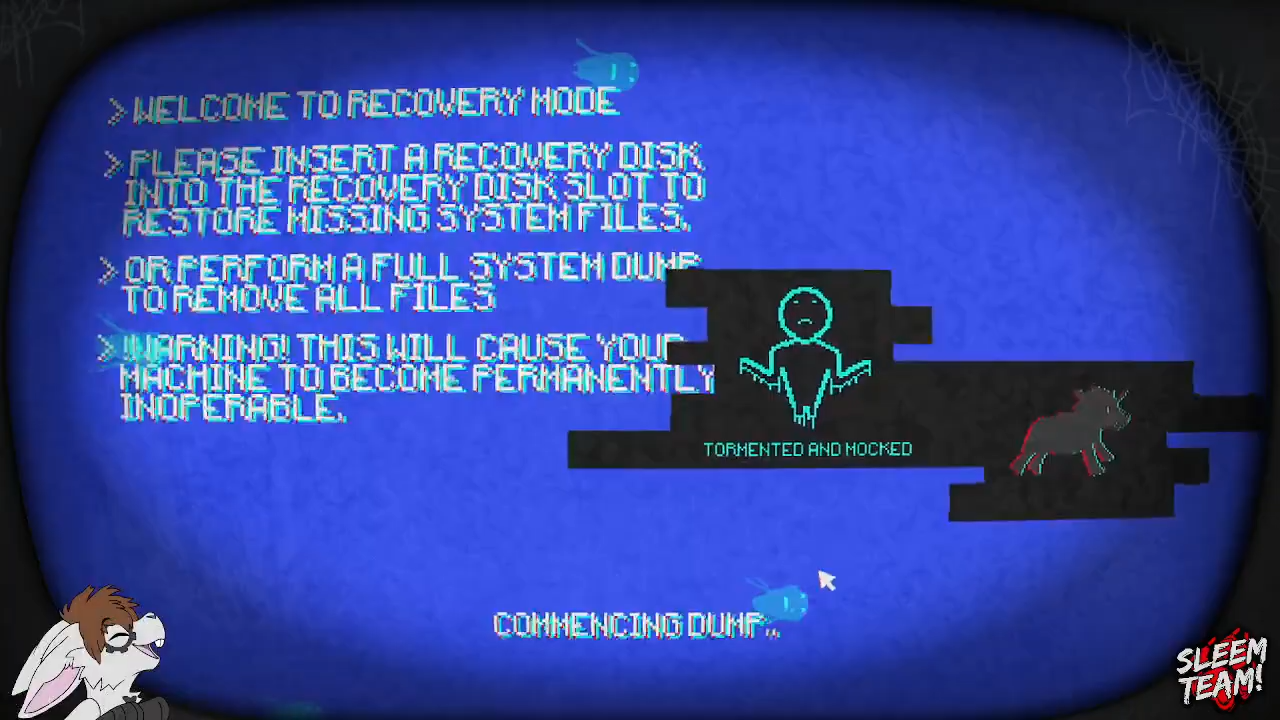 > WELCOME TO RECOVERY MODE
> PLEASE INSERT A RECOVERY DISK
INTO THE RECOVERY DISK SLOT TO
RESTORE MISSING SYSTEM FILES.
> OR PERFORM A FULL SYSTEM DUMP
TO REMOVE ALL FILES
> WARNING! THIS WILL CAUSE YOUR
MACHINE TO BECOME PERMANENTLY
INOPERABLE.
TORMENTED AND MOCKED
COMMENCING DUMP..
SLEEM
TEAM!